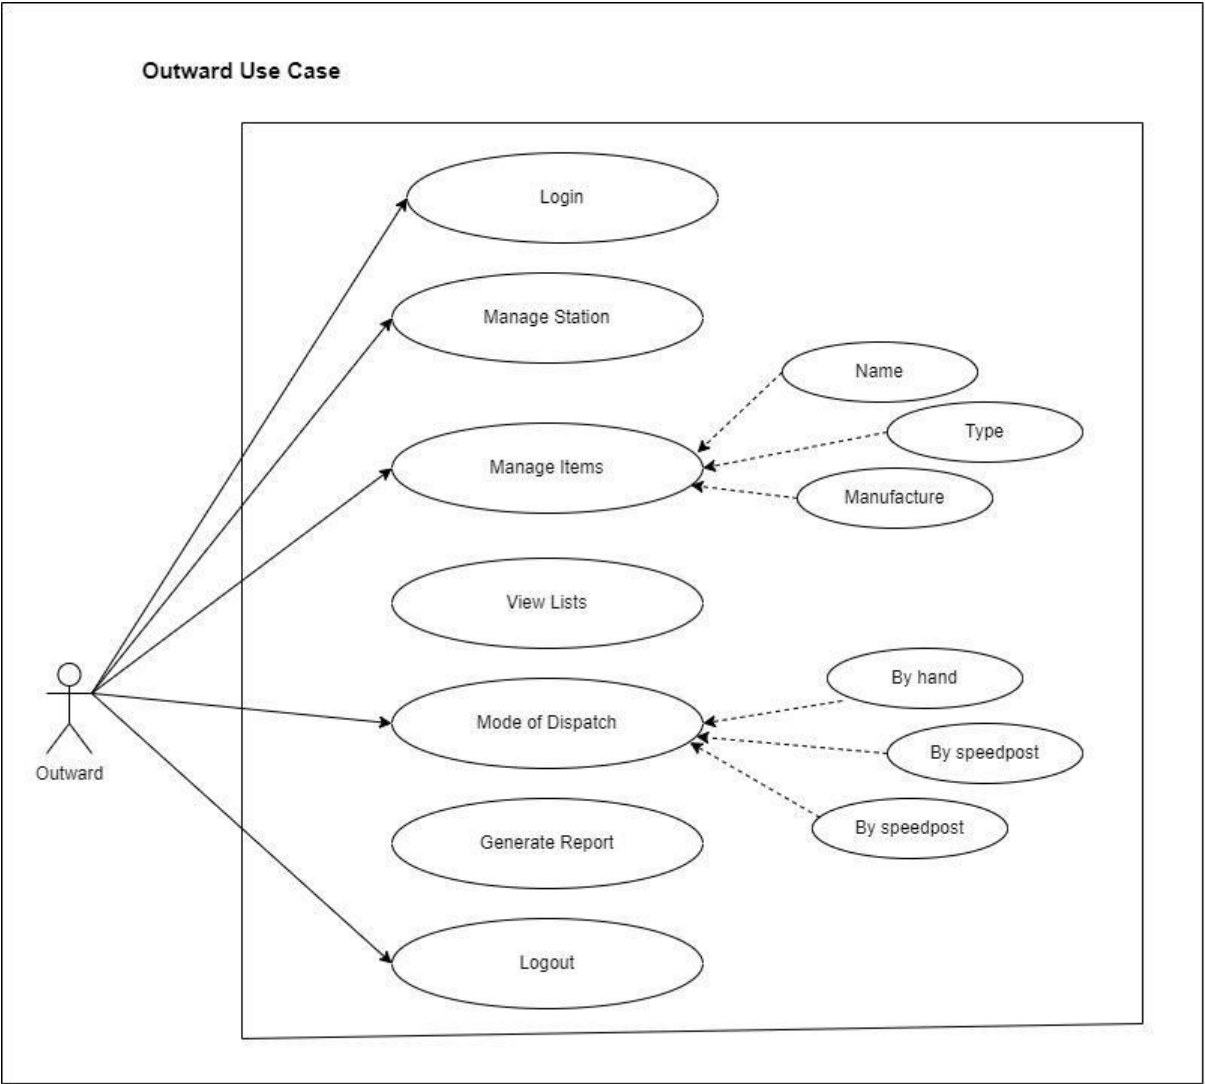 Outward Use Case
Login
Manage Station
Name
Type
Manage Items
Manufacture
View Lists
By hand
Mode of Dispatch
By speedpost
Outward
By speedpost
Generate Report
Logout